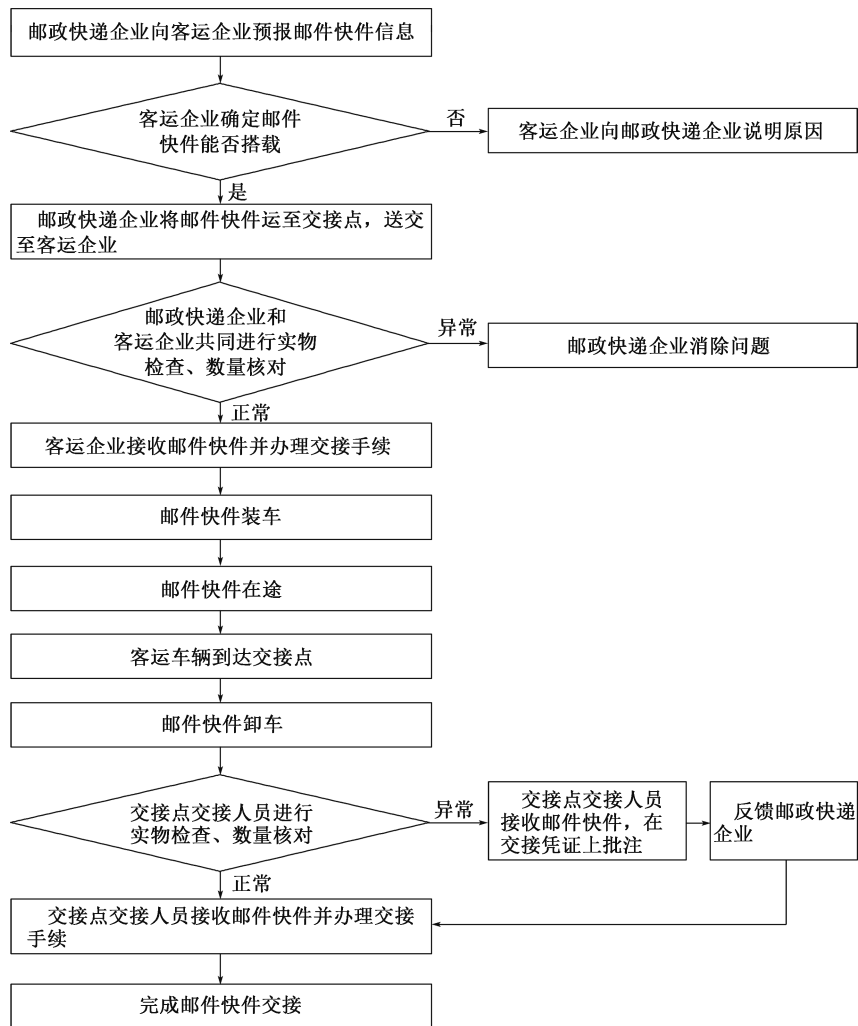 邮政快递企业向客运企业预报邮件快件信息
客运企业确定邮件
快件能否搭载
否
客运企业向邮政快递企业说明原因
是
邮政快递企业将邮件快件运至交接点，送交
至客运企业
邮政快递企业和
客运企业共同进行实物
检查、数量核对
异常
邮政快递企业消除问题
正常
客运企业接收邮件快件并办理交接手续
邮件快件装车
邮件快件在途
客运车辆到达交接点
邮件快件卸车
交接点交接人员进行
实物检查、数量核对
异常
交接点交接人员
接收邮件快件，在
交接凭证上批注
反馈邮政快递
企业
正常
交接点交接人员接收邮件快件并办理交接
手续
完成邮件快件交接